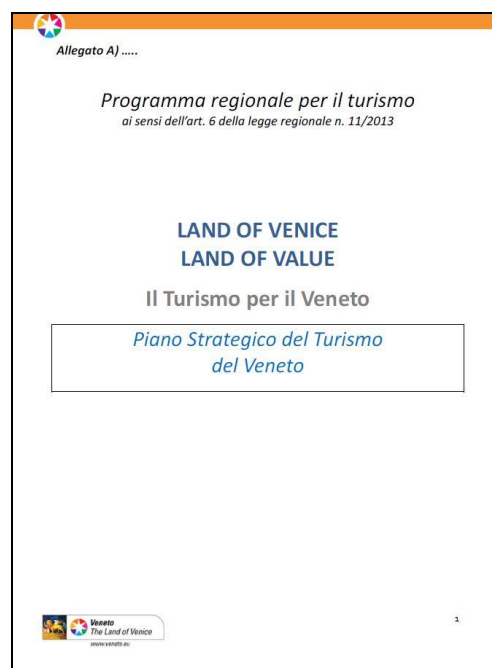 Allegato A) .....
Programma regionale per il turismo
ai sensi dell'art. 6 della legge regionale n. 11/2013
LAND OF VENICE
LAND OF VALUE
Il Turismo per il Veneto
Piano Strategico del Turismo
del Veneto
Veneto
The Land of Venice
www.veneto.eu
1